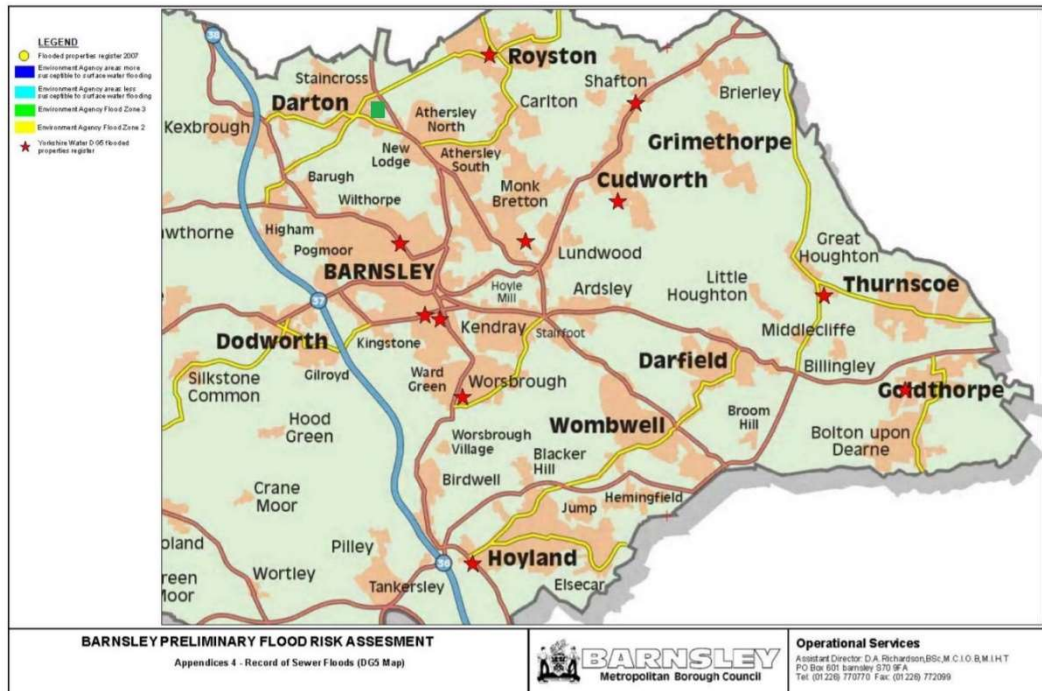 LEGEND
Flooded properties register 2007
Environment Agency areas more
susceptible to surface water flooding
Environment Agency areas less
susceptible to surface water flooding
Environment Agency Flood Zone 3
Environment Agency Flood Zone 2
Yorkshire Water DG5 flooded
properties register
38
Royston
Staincross
Shafton
Darton
Carlton
Brierley
Athersley
North
Kexbrough
Grimethorpe
New
Lodge
Athersley
South
Barugh
Monk
Bretton
Cudworth
Wilthorpe
awthorne
Higham
Pogmoor
Lundwood
Great
Houghton
BARNSLEY
Hoyle
Mill
Ardsley
Little
Houghton
Thurnscoe
37
Kendray
Stairfoot
Middlecliffe
Dodworth
Kingstone
Darfield
Billingley
Silkstone
Common
Gilroyd
Ward
Green
Worsbrough
Goldthorpe
Hood
Green
Wombwell
Broom
Hill
Bolton upon
Dearne
Worsbrough
Village
Blacker
Hill
Birdwell
Crane
Moor
Hemingfield
Jump
oland
Pilley
36
Hoyland
reen
Moor
Wortley
Tankersley
Elsecar
BARNSLEY PRELIMINARY FLOOD RISK ASSESMENT
Appendices 4 - Record of Sewer Floods (DG5 Map)
BARNSLEY
Metropolitan Borough Council
Operational Services
Assistant Director: D.A.Richardson,BSc,M.C.I.O.B,M.I.H.T
PO Box 601 barnsley S70 9FA
Tel: (01226) 770770 Fax: (01226) 772099